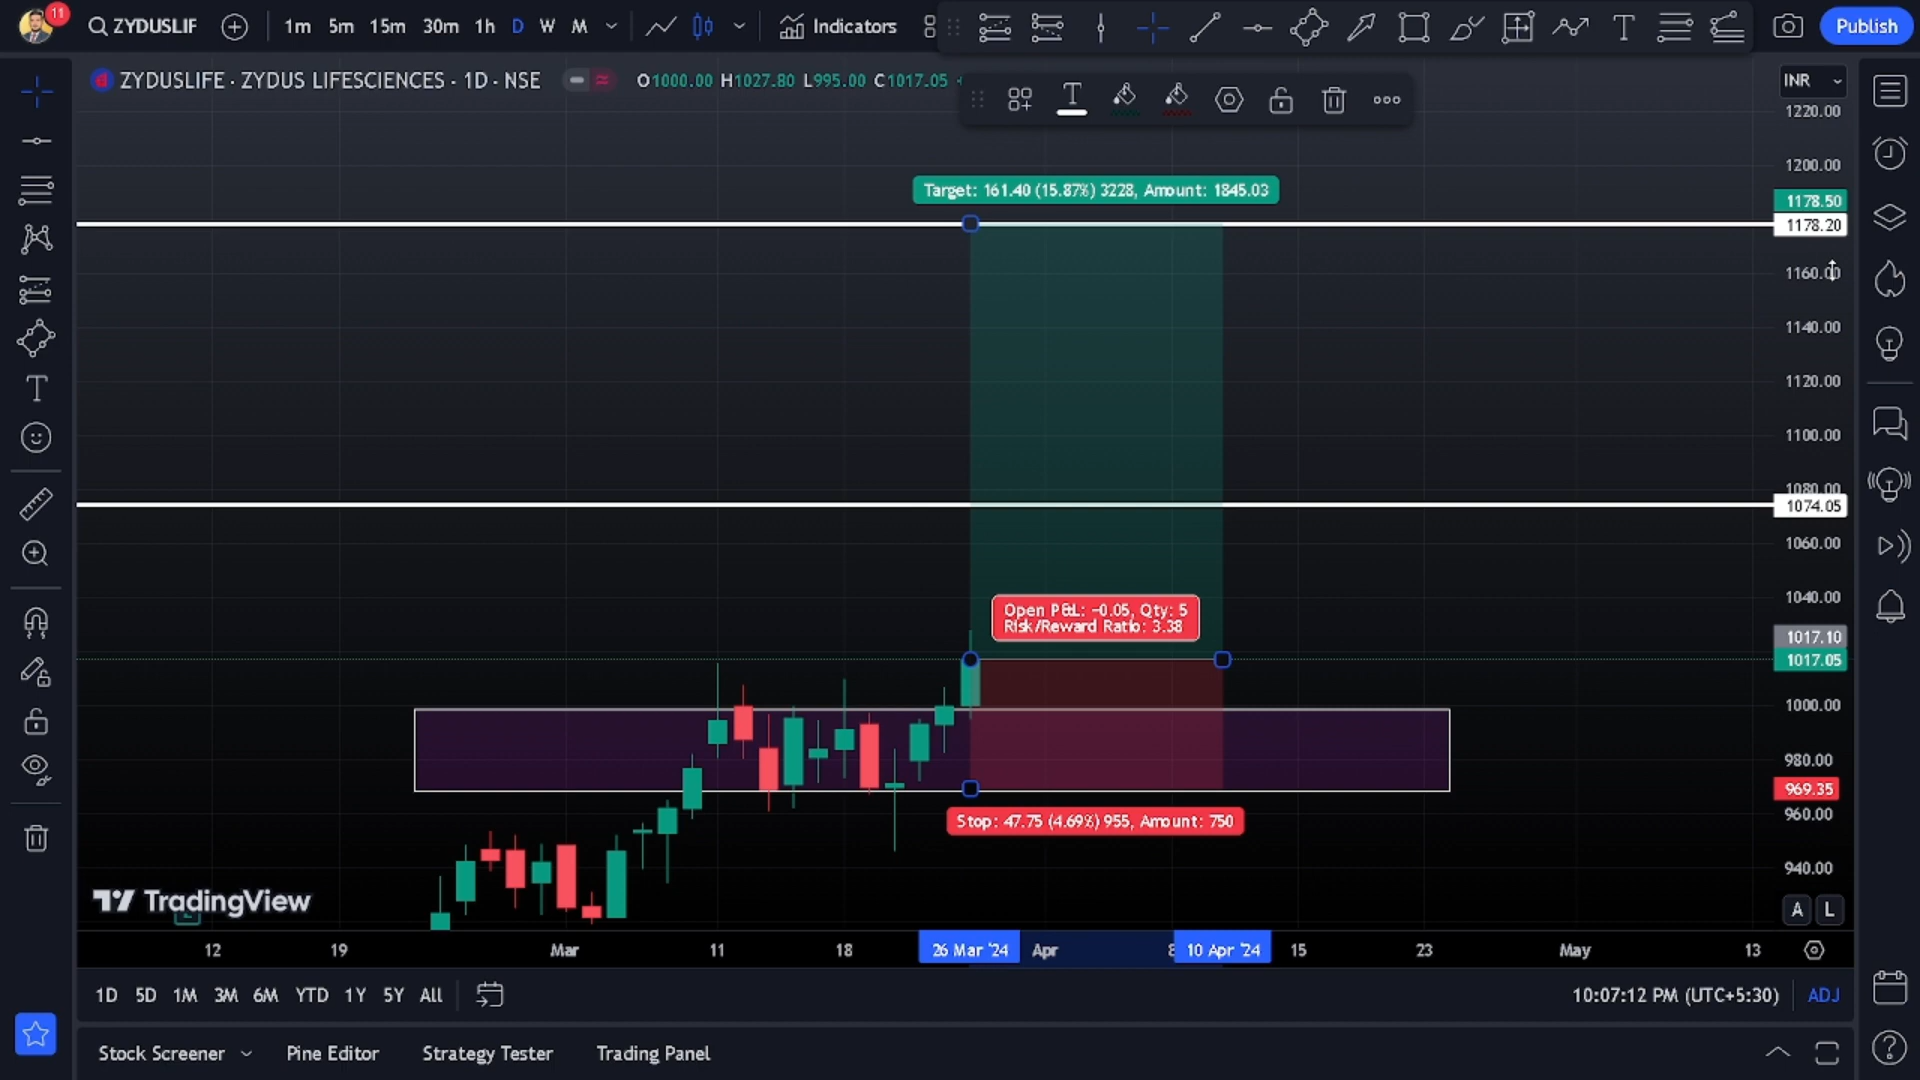 11
ZYDUSLIF
1m 5m 15m 30m 1h D W M
Indicators
T
Publish
ZYDUSLIFE · ZYDUS LIFESCIENCES · 1D · NSE
O1000.00 H1027.80 L995.00 C1017.05
T
INR
1220.00
1200.00
1178.50
1178.20
1160.00
1140.00
1120.00
1100.00
1080.00
1074.05
1060.00
1040.00
1017.10
1017.05
1000.00
980.00
969.35
960.00
940.00
Target: 161.40 (15.87%) 3228, Amount: 1845.03
Open P&L: -0.05, Qty: 5
Risk/Reward Ratio: 3.38
Stop: 47.75 (4.69%) 955, Amount: 750
TradingView
A L
12 19 Mar 11 18 26 Mar '24 Apr 8 10 Apr '24 15 23 May 13
1D 5D 1M 3M 6M YTD 1Y 5Y All
10:07:12 PM (UTC+5:30) ADJ
Stock Screener Pine Editor Strategy Tester Trading Panel